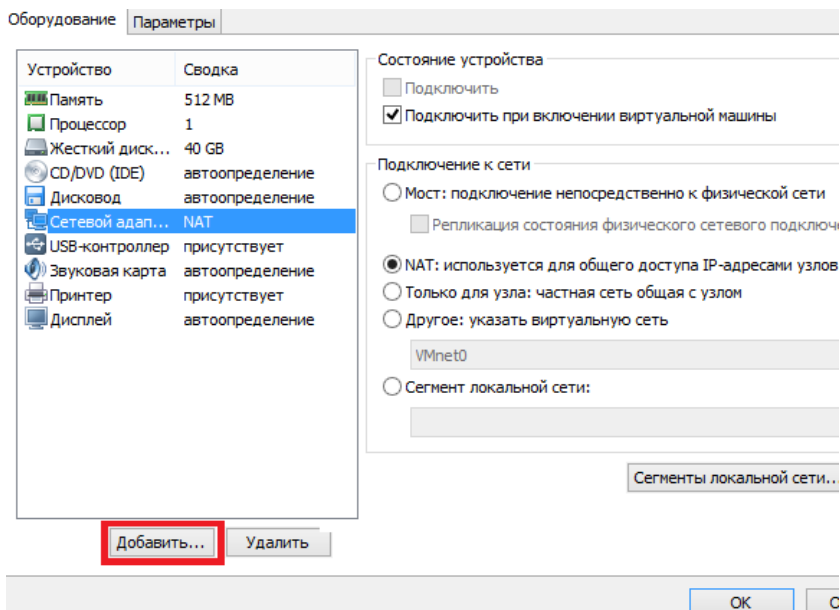 Оборудование Параметры
Устройство Сводка
Память 512 MB
Процессор 1
Жесткий диск... 40 GB
CD/DVD (IDE) автоопределение
Дисковод автоопределение
Сетевой адап... NAT
USB-контроллер присутствует
Звуковая карта автоопределение
Принтер присутствует
Дисплей автоопределение
Добавить... Удалить
Состояние устройства
Подключить
Подключить при включении виртуальной машины
Подключение к сети
Мост: подключение непосредственно к физической сети
Репликация состояния физического сетевого
NAT: используется для общего доступа IP-адресами узлов
Только для узла: частная сеть общая с узлом
Другое: указать виртуальную сеть
VMnet0
Сегмент локальной сети:
Сегменты локальной сети...
OK